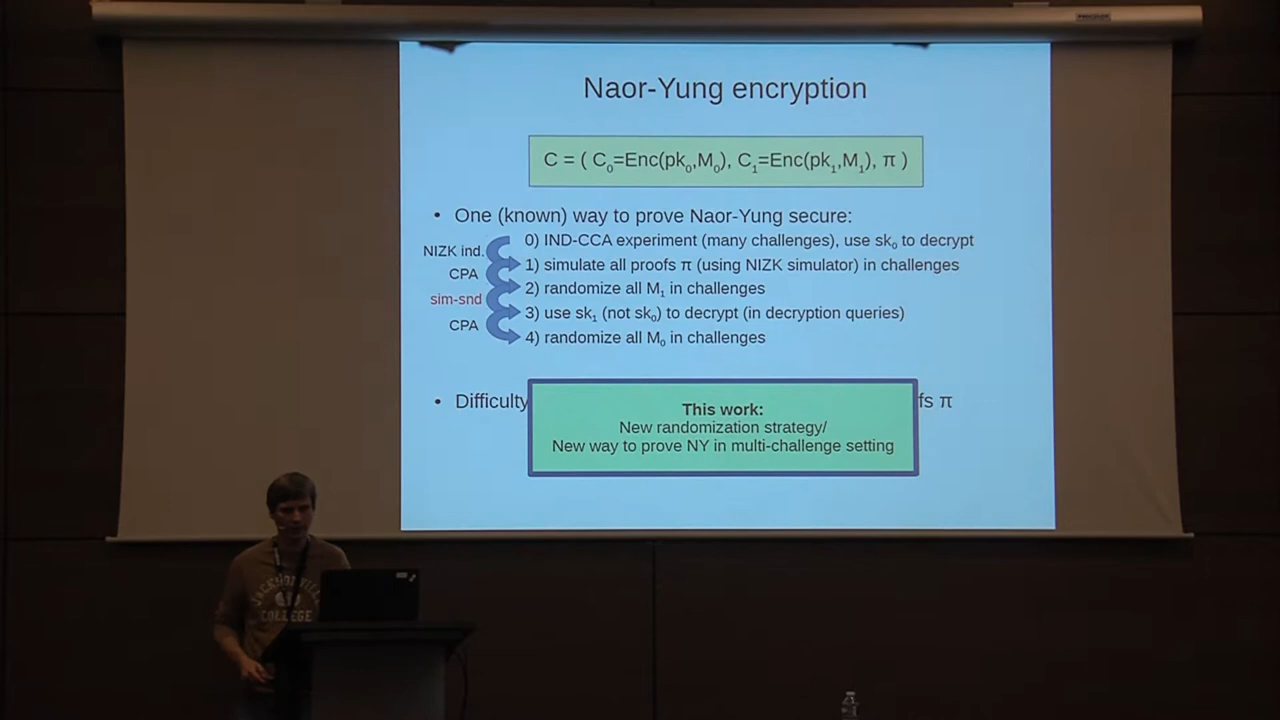 Naor-Yung encryption
C = ( C₀=Enc(pk₀,M₀), C₁=Enc(pk₁,M₁), π )
• One (known) way to prove Naor-Yung secure:
0) IND-CCA experiment (many challenges), use sk₀ to decrypt
NIZK ind.
1) simulate all proofs π (using NIZK simulator) in challenges
CPA
2) randomize all M₁ in challenges
sim-snd
3) use sk₁ (not sk₀) to decrypt (in decryption queries)
CPA
4) randomize all M₀ in challenges
• Difficulty fs π
This work:
New randomization strategy/
New way to prove NY in multi-challenge setting
JACKSONVILLE
COLLEGE